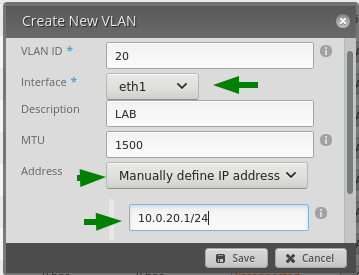 Create New VLAN
VLAN ID * 20
Interface * eth1
Description LAB
MTU 1500
Address Manually define IP address
10.0.20.1/24
Save Cancel